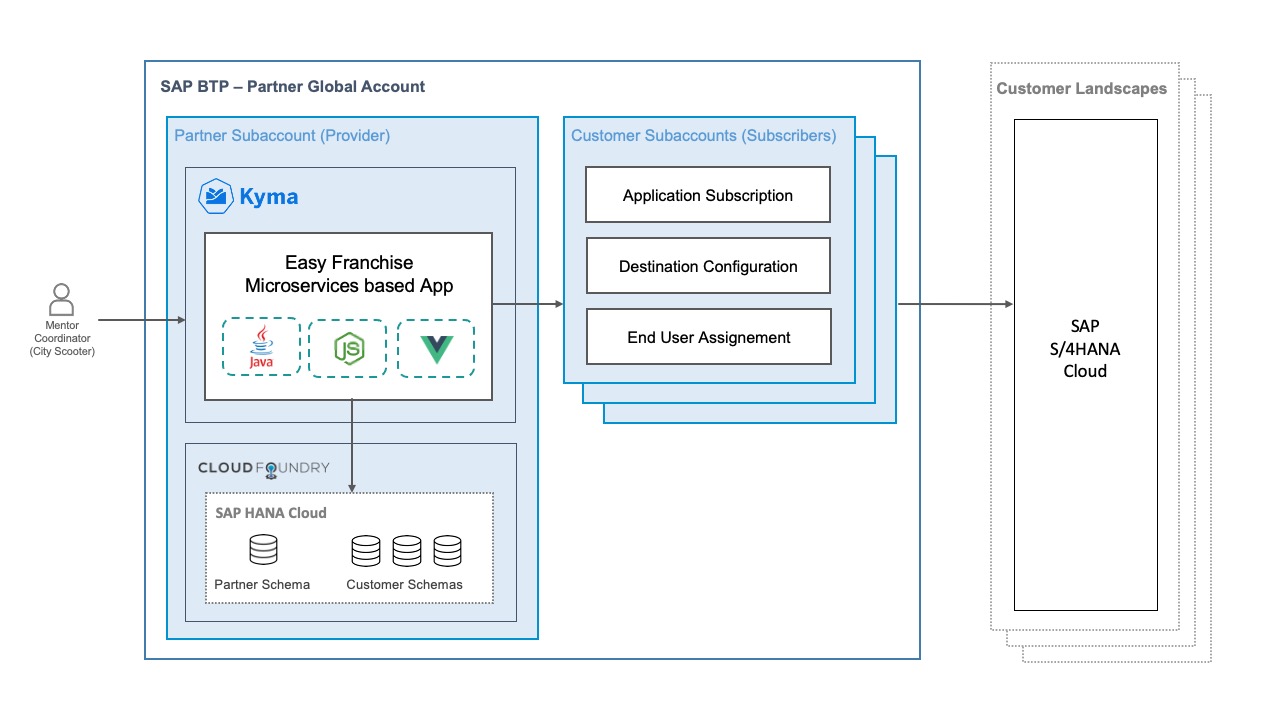 SAP BTP – Partner Global Account
Partner Subaccount (Provider)
Kyma
Easy Franchise
Microservices based App
Java
JS
Mentor
Coordinator
(City Scooter)
CLOUDFOUNDRY
SAP HANA Cloud
Partner Schema
Customer Schemas
Customer Subaccounts (Subscribers)
Application Subscription
Destination Configuration
End User Assignement
Customer Landscapes
SAP
S/4HANA
Cloud